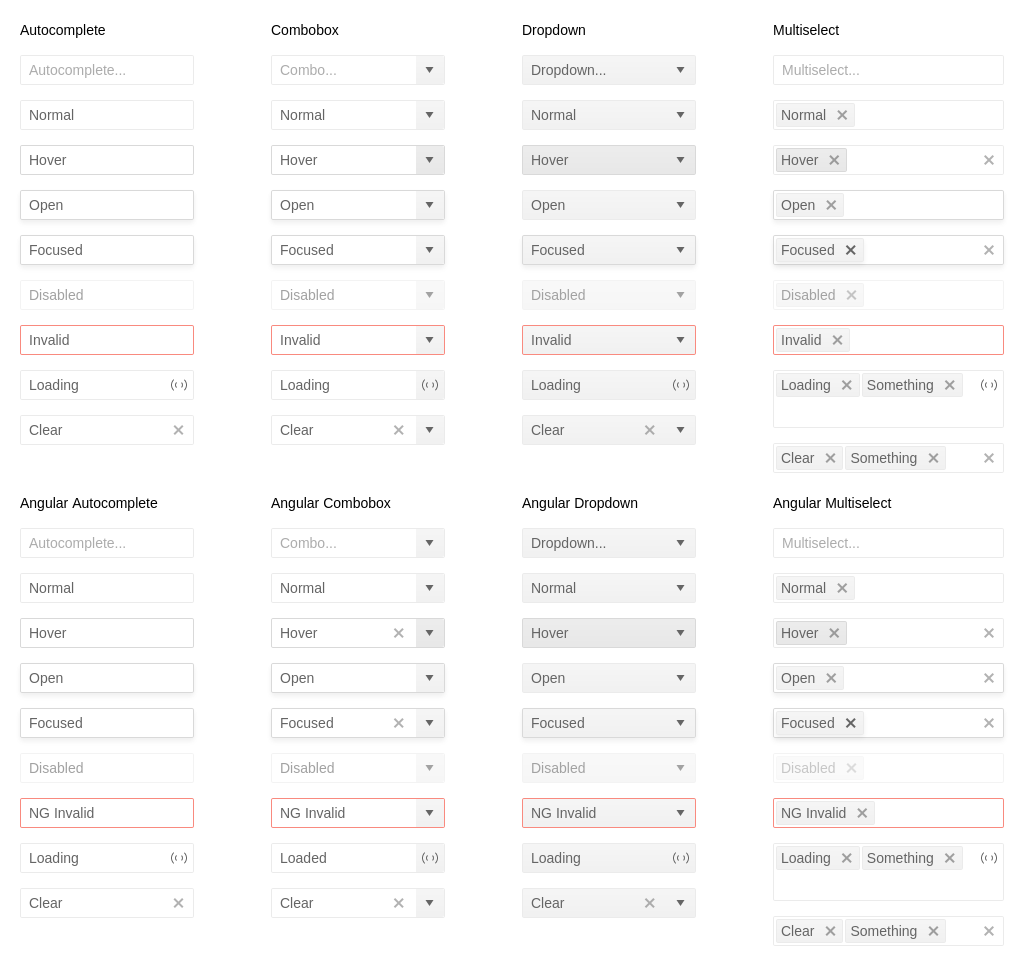 Autocomplete Combobox Dropdown Multiselect
Autocomplete... Combo... Dropdown... Multiselect...
Normal Normal Normal Normal
Hover Hover Hover Hover
Open Open Open Open
Focused Focused Focused Focused
Disabled Disabled Disabled Disabled
Invalid Invalid Invalid Invalid
Loading Loading Loading Loading Something
Clear Clear Clear
Clear Something
Angular Autocomplete Angular Combobox Angular Dropdown Angular Multiselect
Autocomplete... Combo... Dropdown... Multiselect...
Normal Normal Normal Normal
Hover Hover Hover Hover
Open Open Open Open
Focused Focused Focused Focused
Disabled Disabled Disabled Disabled
NG Invalid NG Invalid NG Invalid NG Invalid
Loading Loaded Loading Loading Something
Clear Clear Clear
Clear Something